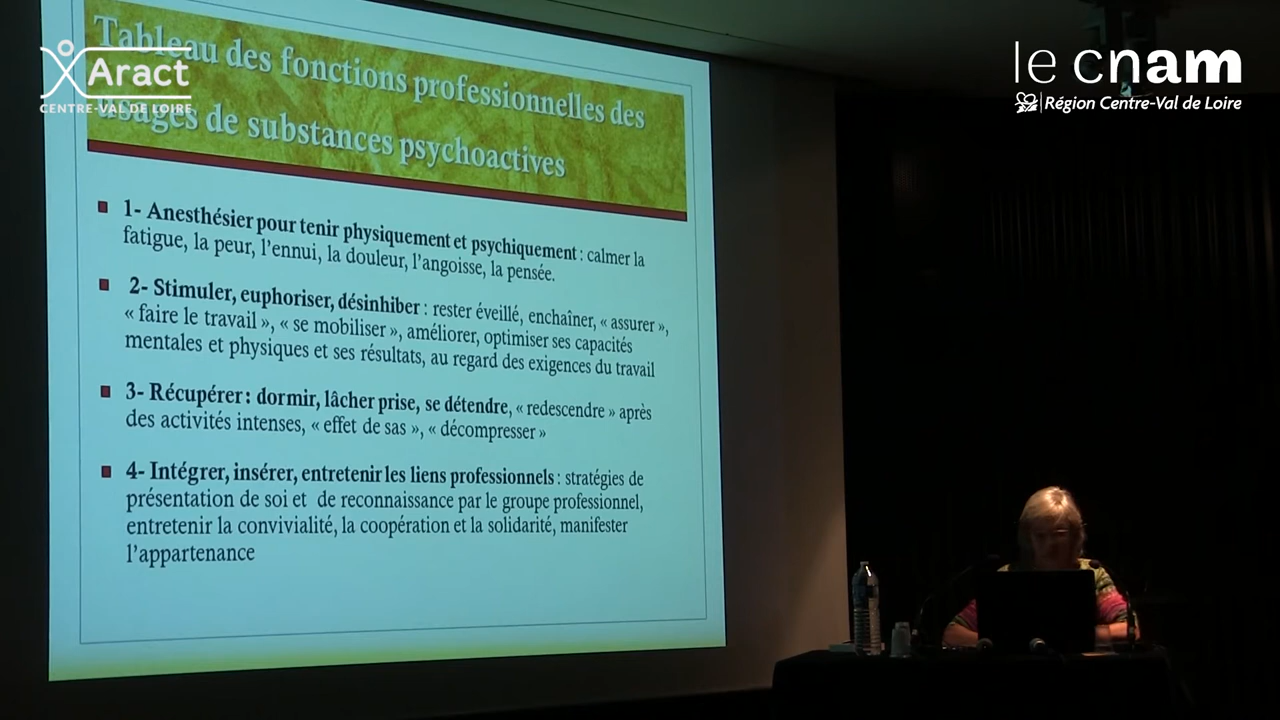 Aract
CENTRE-VAL DE LOIRE
le cnam
Région Centre-Val de Loire
Tableau des fonctions professionnelles des
usages de substances psychoactives
1- Anesthésier pour tenir physiquement et psychiquement : calmer la
fatigue, la peur, l'ennui, la douleur, l'angoisse, la pensée.
2- Stimuler, euphoriser, désinhiber : rester éveillé, enchaîner, « assurer »,
« faire le travail », « se mobiliser », améliorer, optimiser ses capacités
mentales et physiques et ses résultats, au regard des exigences du travail
3- Récupérer : dormir, lâcher prise, se détendre, « redescendre » après
des activités intenses, « effet de sas », « décompresser »
4- Intégrer, insérer, entretenir les liens professionnels : stratégies de
présentation de soi et de reconnaissance par le groupe professionnel,
entretenir la convivialité, la coopération et la solidarité, manifester
l'appartenance